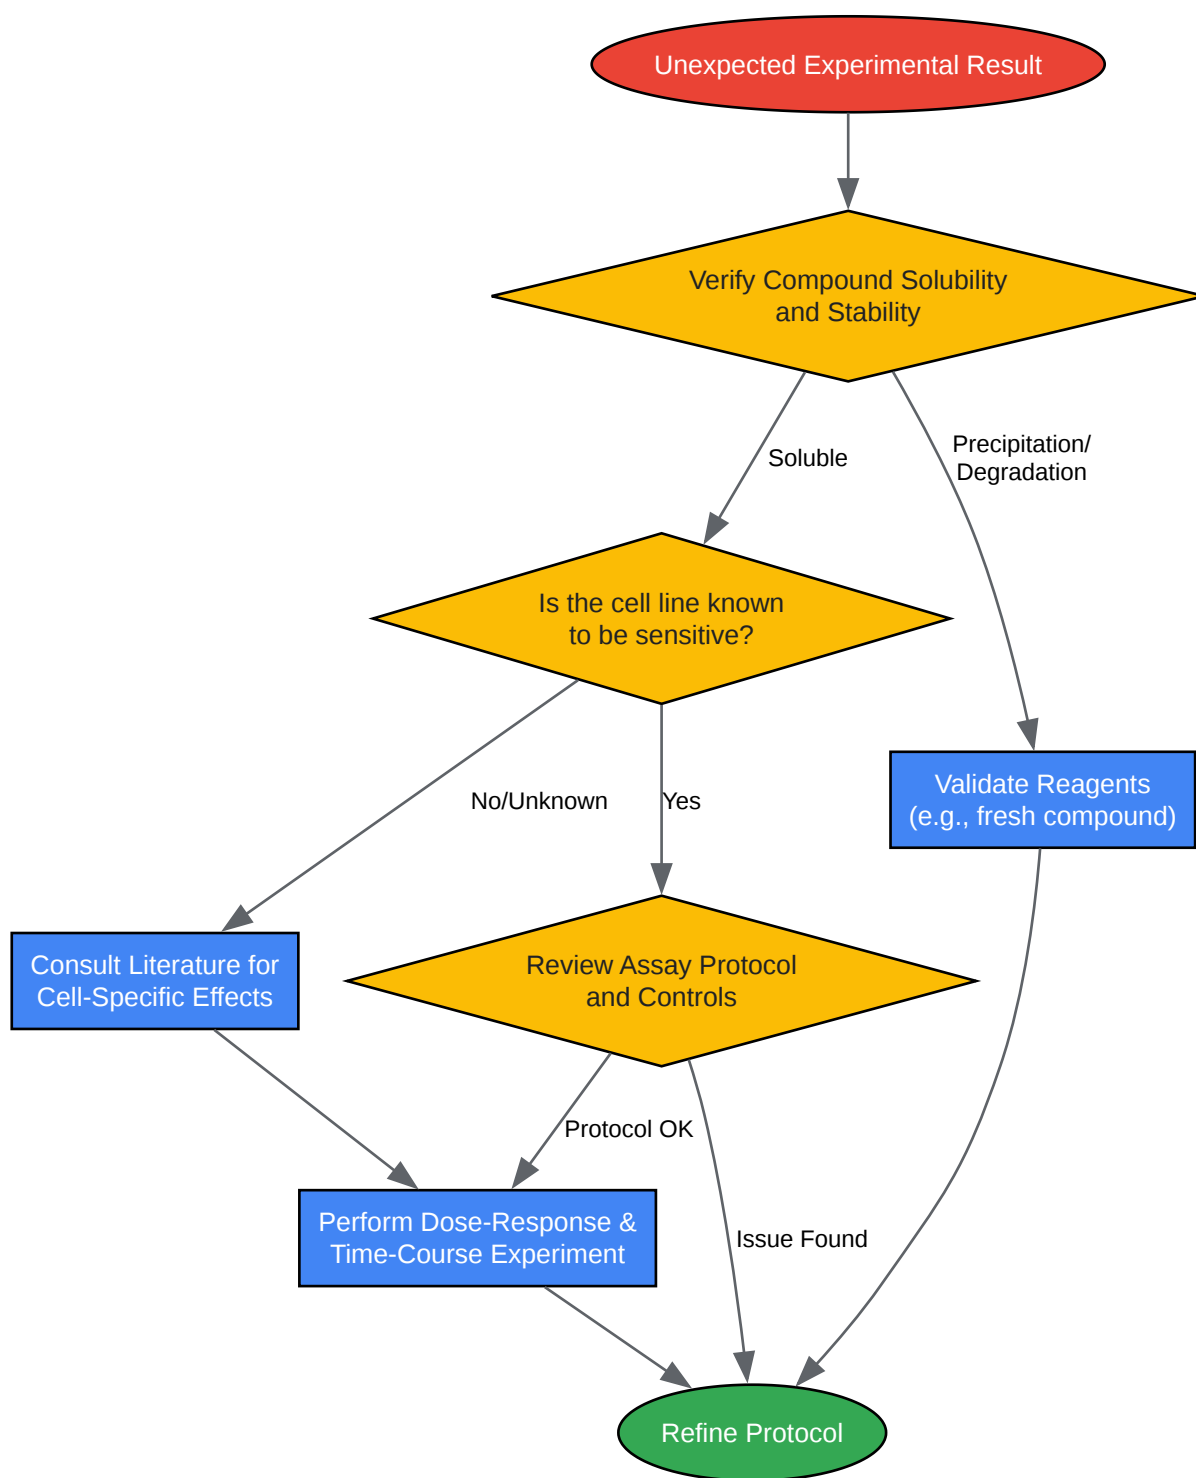 Unexpected Experimental Result
Verify Compound Solubility
and Stability
Soluble
Precipitation/
Degradation
Is the cell line known
to be sensitive?
No/Unknown
Yes
Validate Reagents
(e.g., fresh compound)
Consult Literature for
Cell-Specific Effects
Review Assay Protocol
and Controls
Protocol OK
Issue Found
Perform Dose-Response &
Time-Course Experiment
Refine Protocol